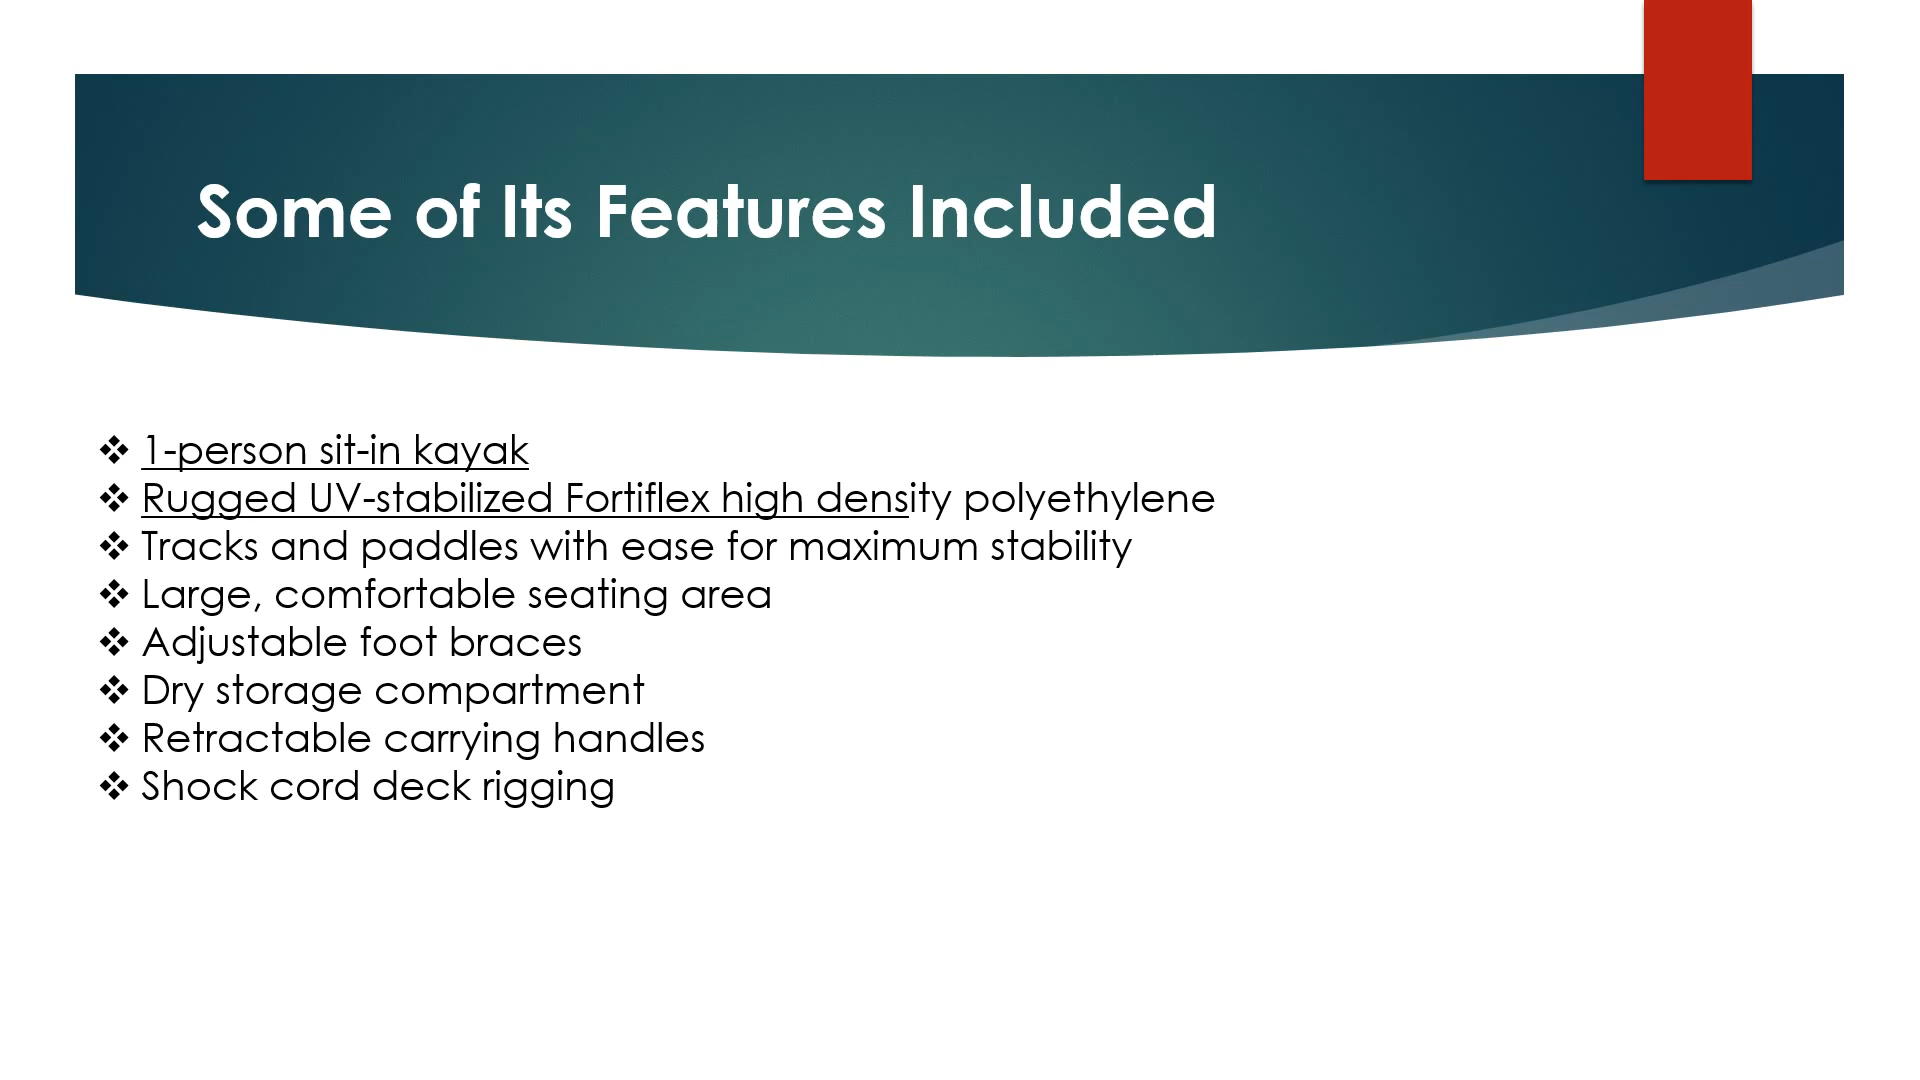 Some of Its Features Included
❖ 1-person sit-in kayak
❖ Rugged UV-stabilized Fortiflex high density polyethylene
❖ Tracks and paddles with ease for maximum stability
❖ Large, comfortable seating area
❖ Adjustable foot braces
❖ Dry storage compartment
❖ Retractable carrying handles
❖ Shock cord deck rigging